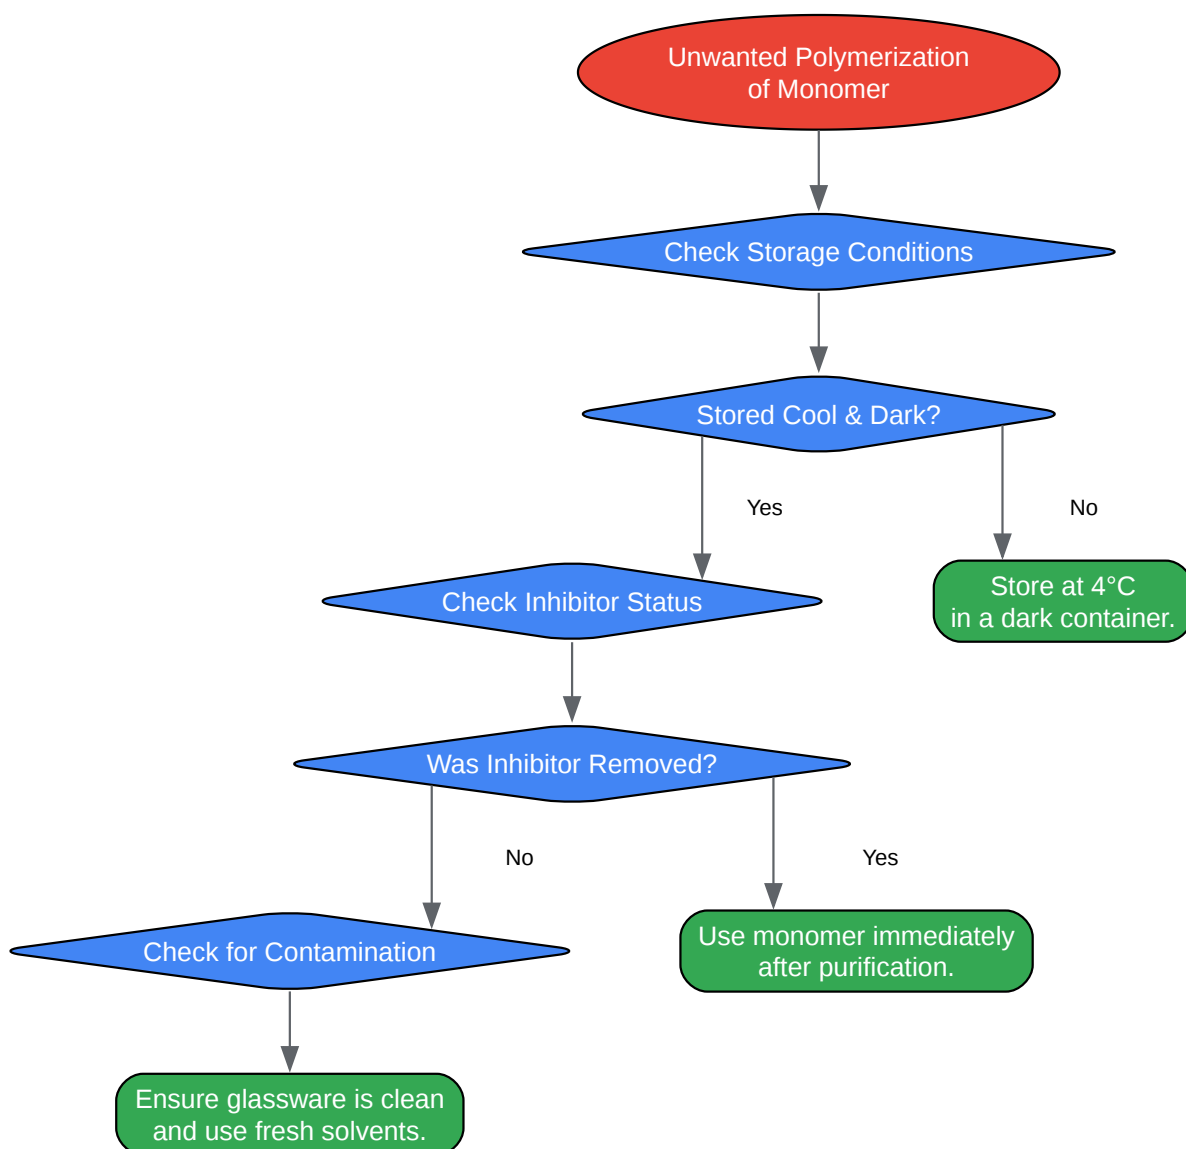 Unwanted Polymerization
of Monomer
Check Storage Conditions
Stored Cool & Dark?
Yes
No
Check Inhibitor Status
Store at 4°C
in a dark container.
Was Inhibitor Removed?
No
Yes
Check for Contamination
Use monomer immediately
after purification.
Ensure glassware is clean
and use fresh solvents.